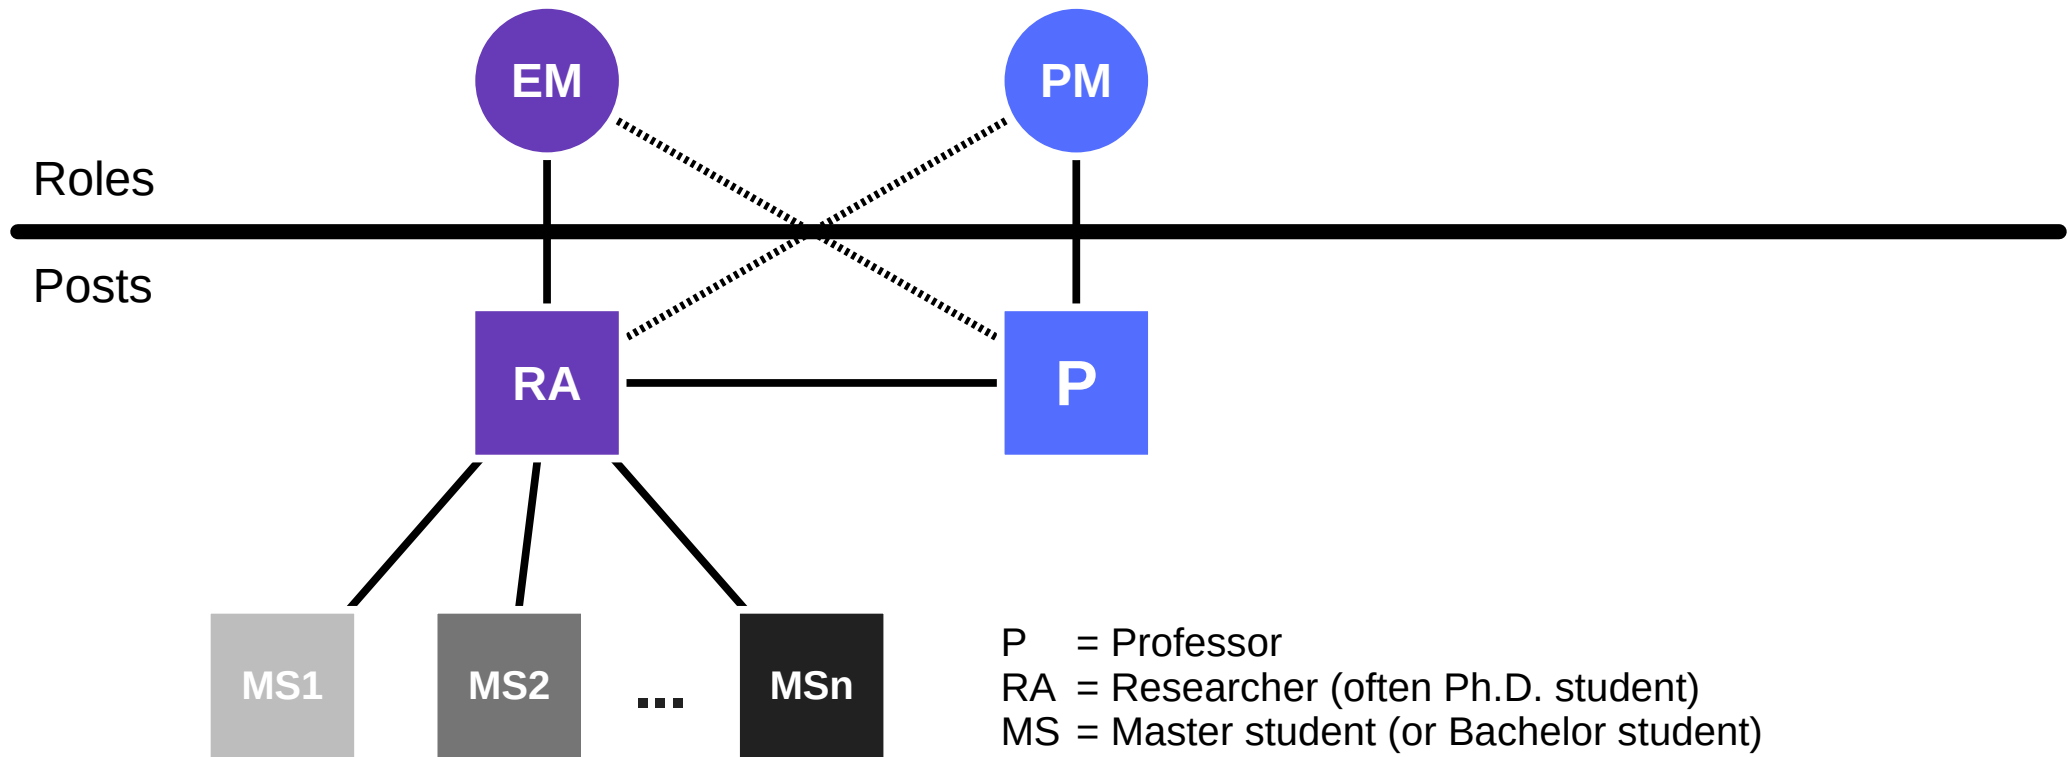 EM
PM
Roles
Posts
RA
P
MS1
MS2
...
MSn
P = Professor
RA = Researcher (often Ph.D. student)
MS = Master student (or Bachelor student)